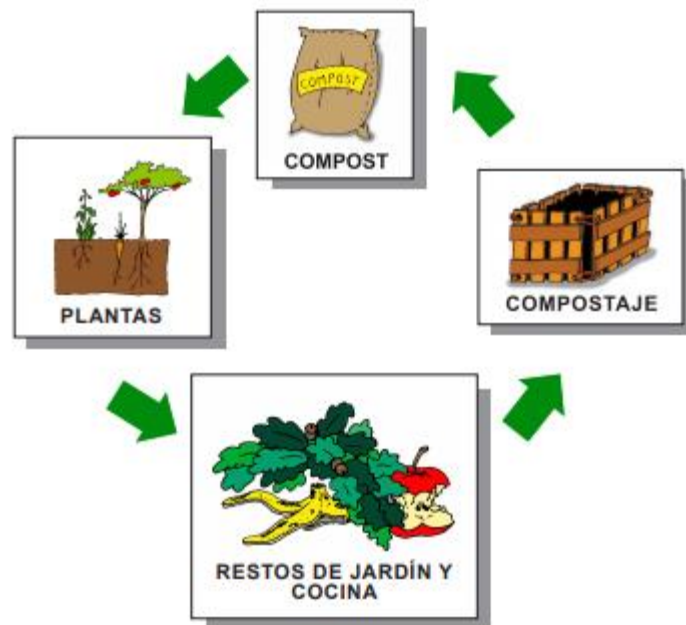 COMPOST
COMPOST
PLANTAS
COMPOSTAJE
RESTOS DE JARDÍN Y
COCINA